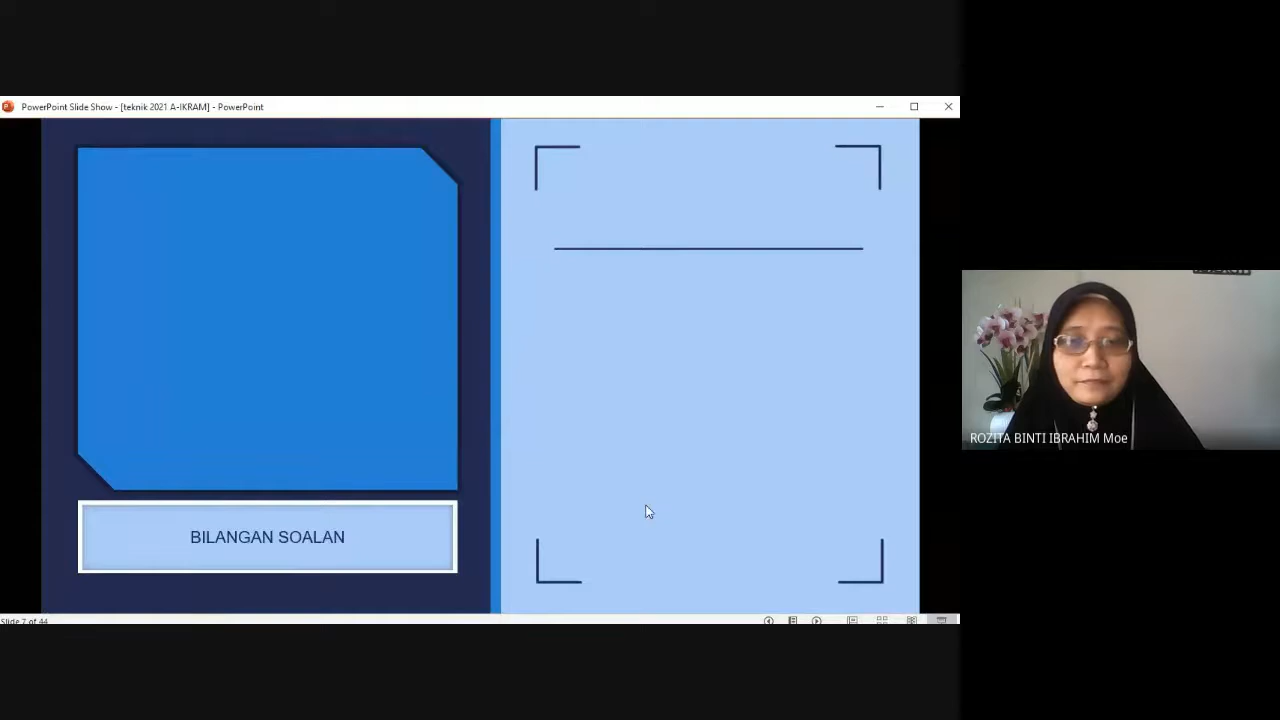 PowerPoint Slide Show - [teknik 2021 A-IKRAM] - PowerPoint
BILANGAN SOALAN
ROZITA BINTI IBRAHIM Moe
Slide 7 of 44